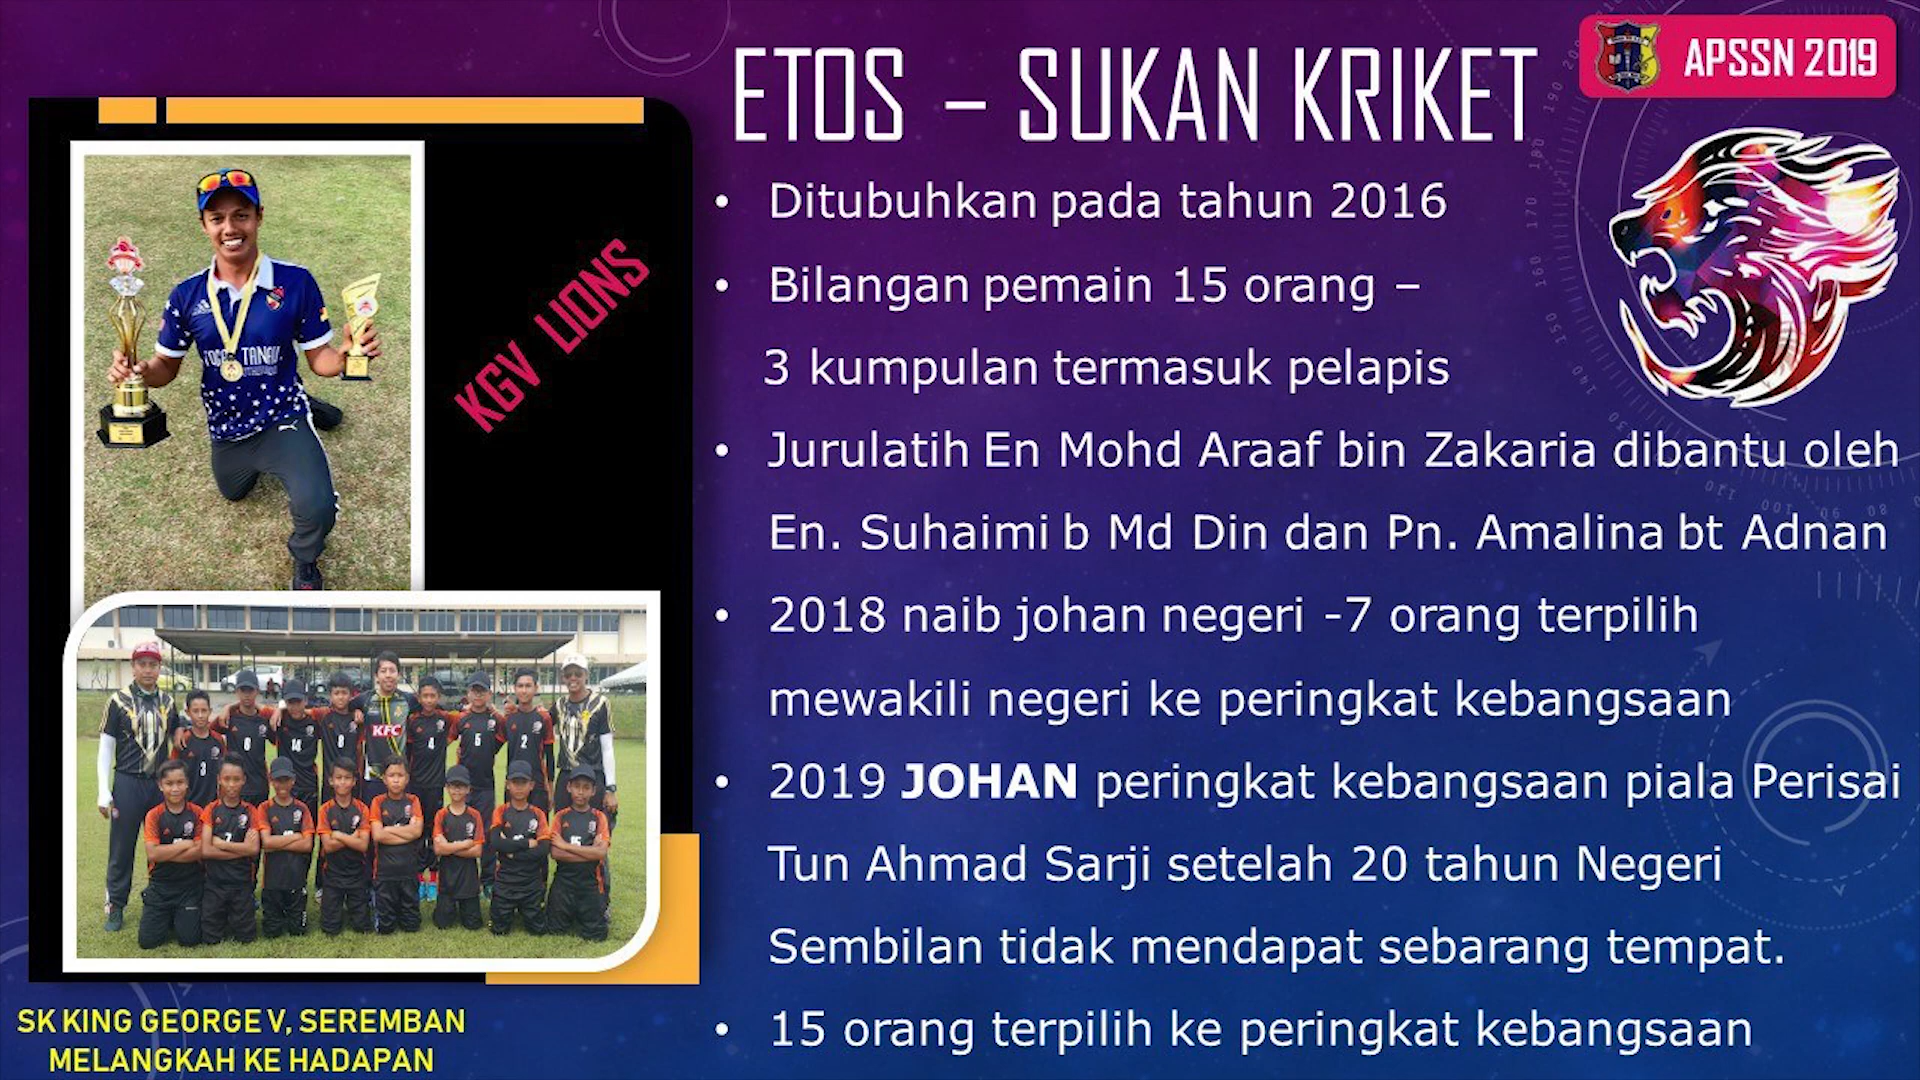 ETOS – SUKAN KRIKET
APSSN 2019
KGV LIONS
• Ditubuhkan pada tahun 2016
• Bilangan pemain 15 orang –
3 kumpulan termasuk pelapis
• Jurulatih En Mohd Araaf bin Zakaria dibantu oleh
En. Suhaimi b Md Din dan Pn. Amalina bt Adnan
• 2018 naib johan negeri -7 orang terpilih
mewakili negeri ke peringkat kebangsaan
• 2019 JOHAN peringkat kebangsaan piala Perisai
Tun Ahmad Sarji setelah 20 tahun Negeri
Sembilan tidak mendapat sebarang tempat.
• 15 orang terpilih ke peringkat kebangsaan
KFC
SK KING GEORGE V, SEREMBAN
MELANGKAH KE HADAPAN